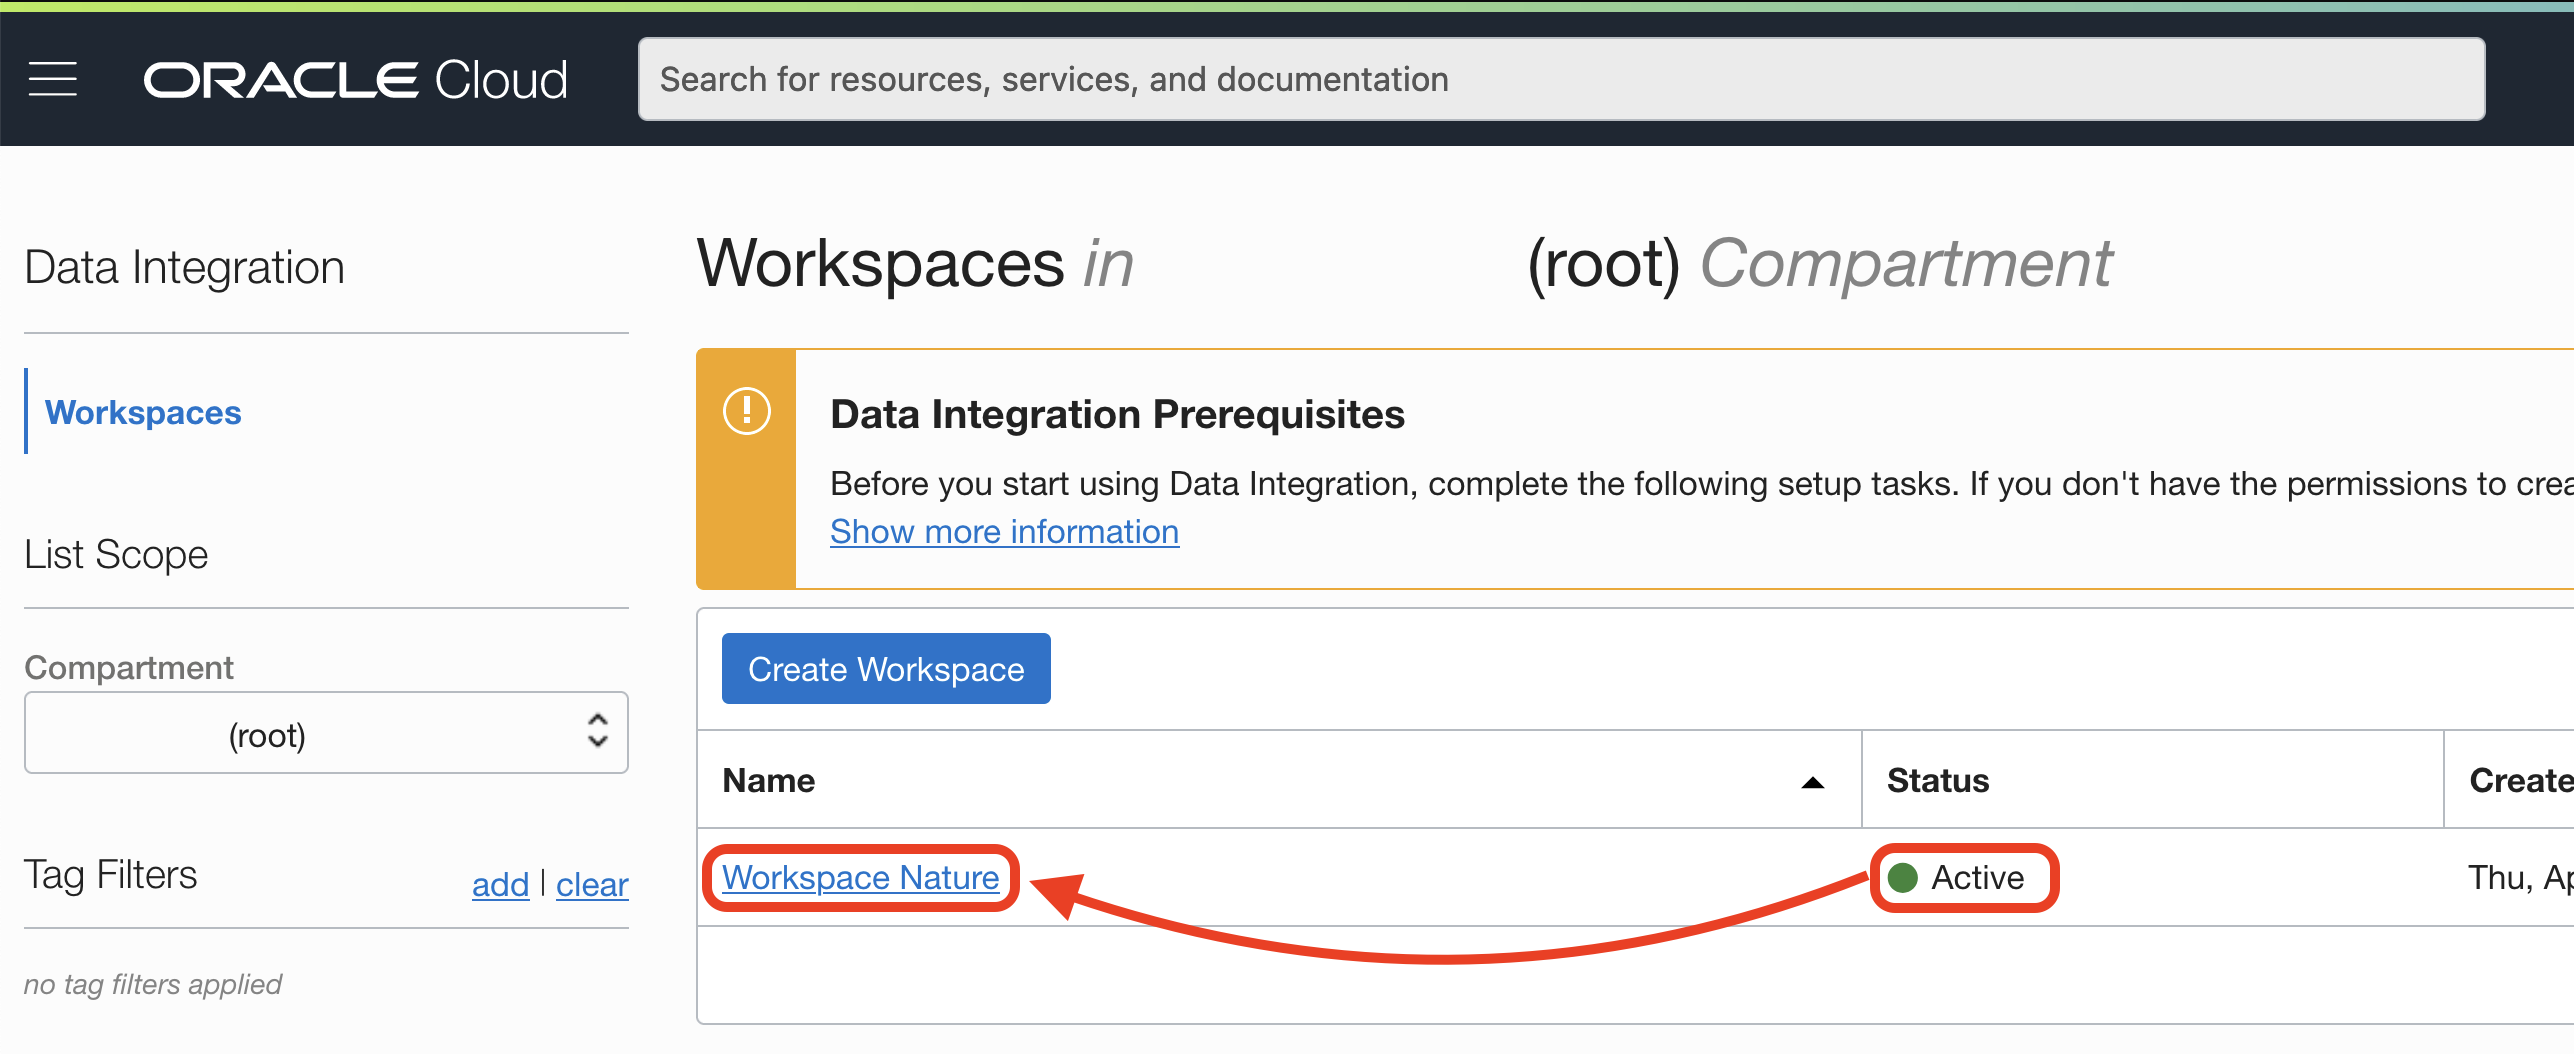 ORACLE Cloud
Search for resources, services, and documentation
Data Integration
Workspaces
List Scope
Compartment
(root)
Tag Filters
add | clear
no tag filters applied
Workspaces in (root) Compartment
Data Integration Prerequisites
Before you start using Data Integration, complete the following setup tasks. If you don't have the permissions to crea
Show more information
Create Workspace
Name Status Create
Workspace Nature Active Thu, Ap